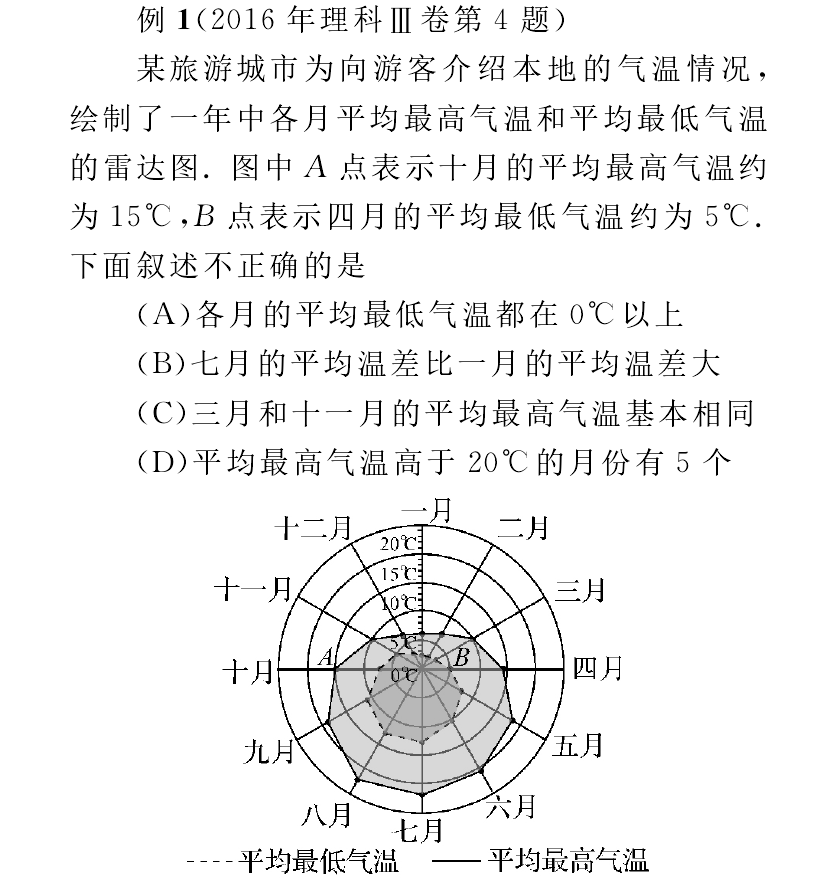 例 1(2016 年理科Ⅲ卷第 4 题)
某旅游城市为向游客介绍本地的气温情况,
绘制了一年中各月平均最高气温和平均最低气温
的雷达图. 图中 A 点表示十月的平均最高气温约
为 15℃,B 点表示四月的平均最低气温约为 5℃.
下面叙述不正确的是
(A)各月的平均最低气温都在 0℃以上
(B)七月的平均温差比一月的平均温差大
(C)三月和十一月的平均最高气温基本相同
(D)平均最高气温高于 20℃的月份有 5 个
一月
十二月
二月
20℃
15℃
十一月
三月
10℃
5℃
A
B
十月
四月
0℃
九月
五月
八月
六月
七月
平均最低气温 平均最高气温